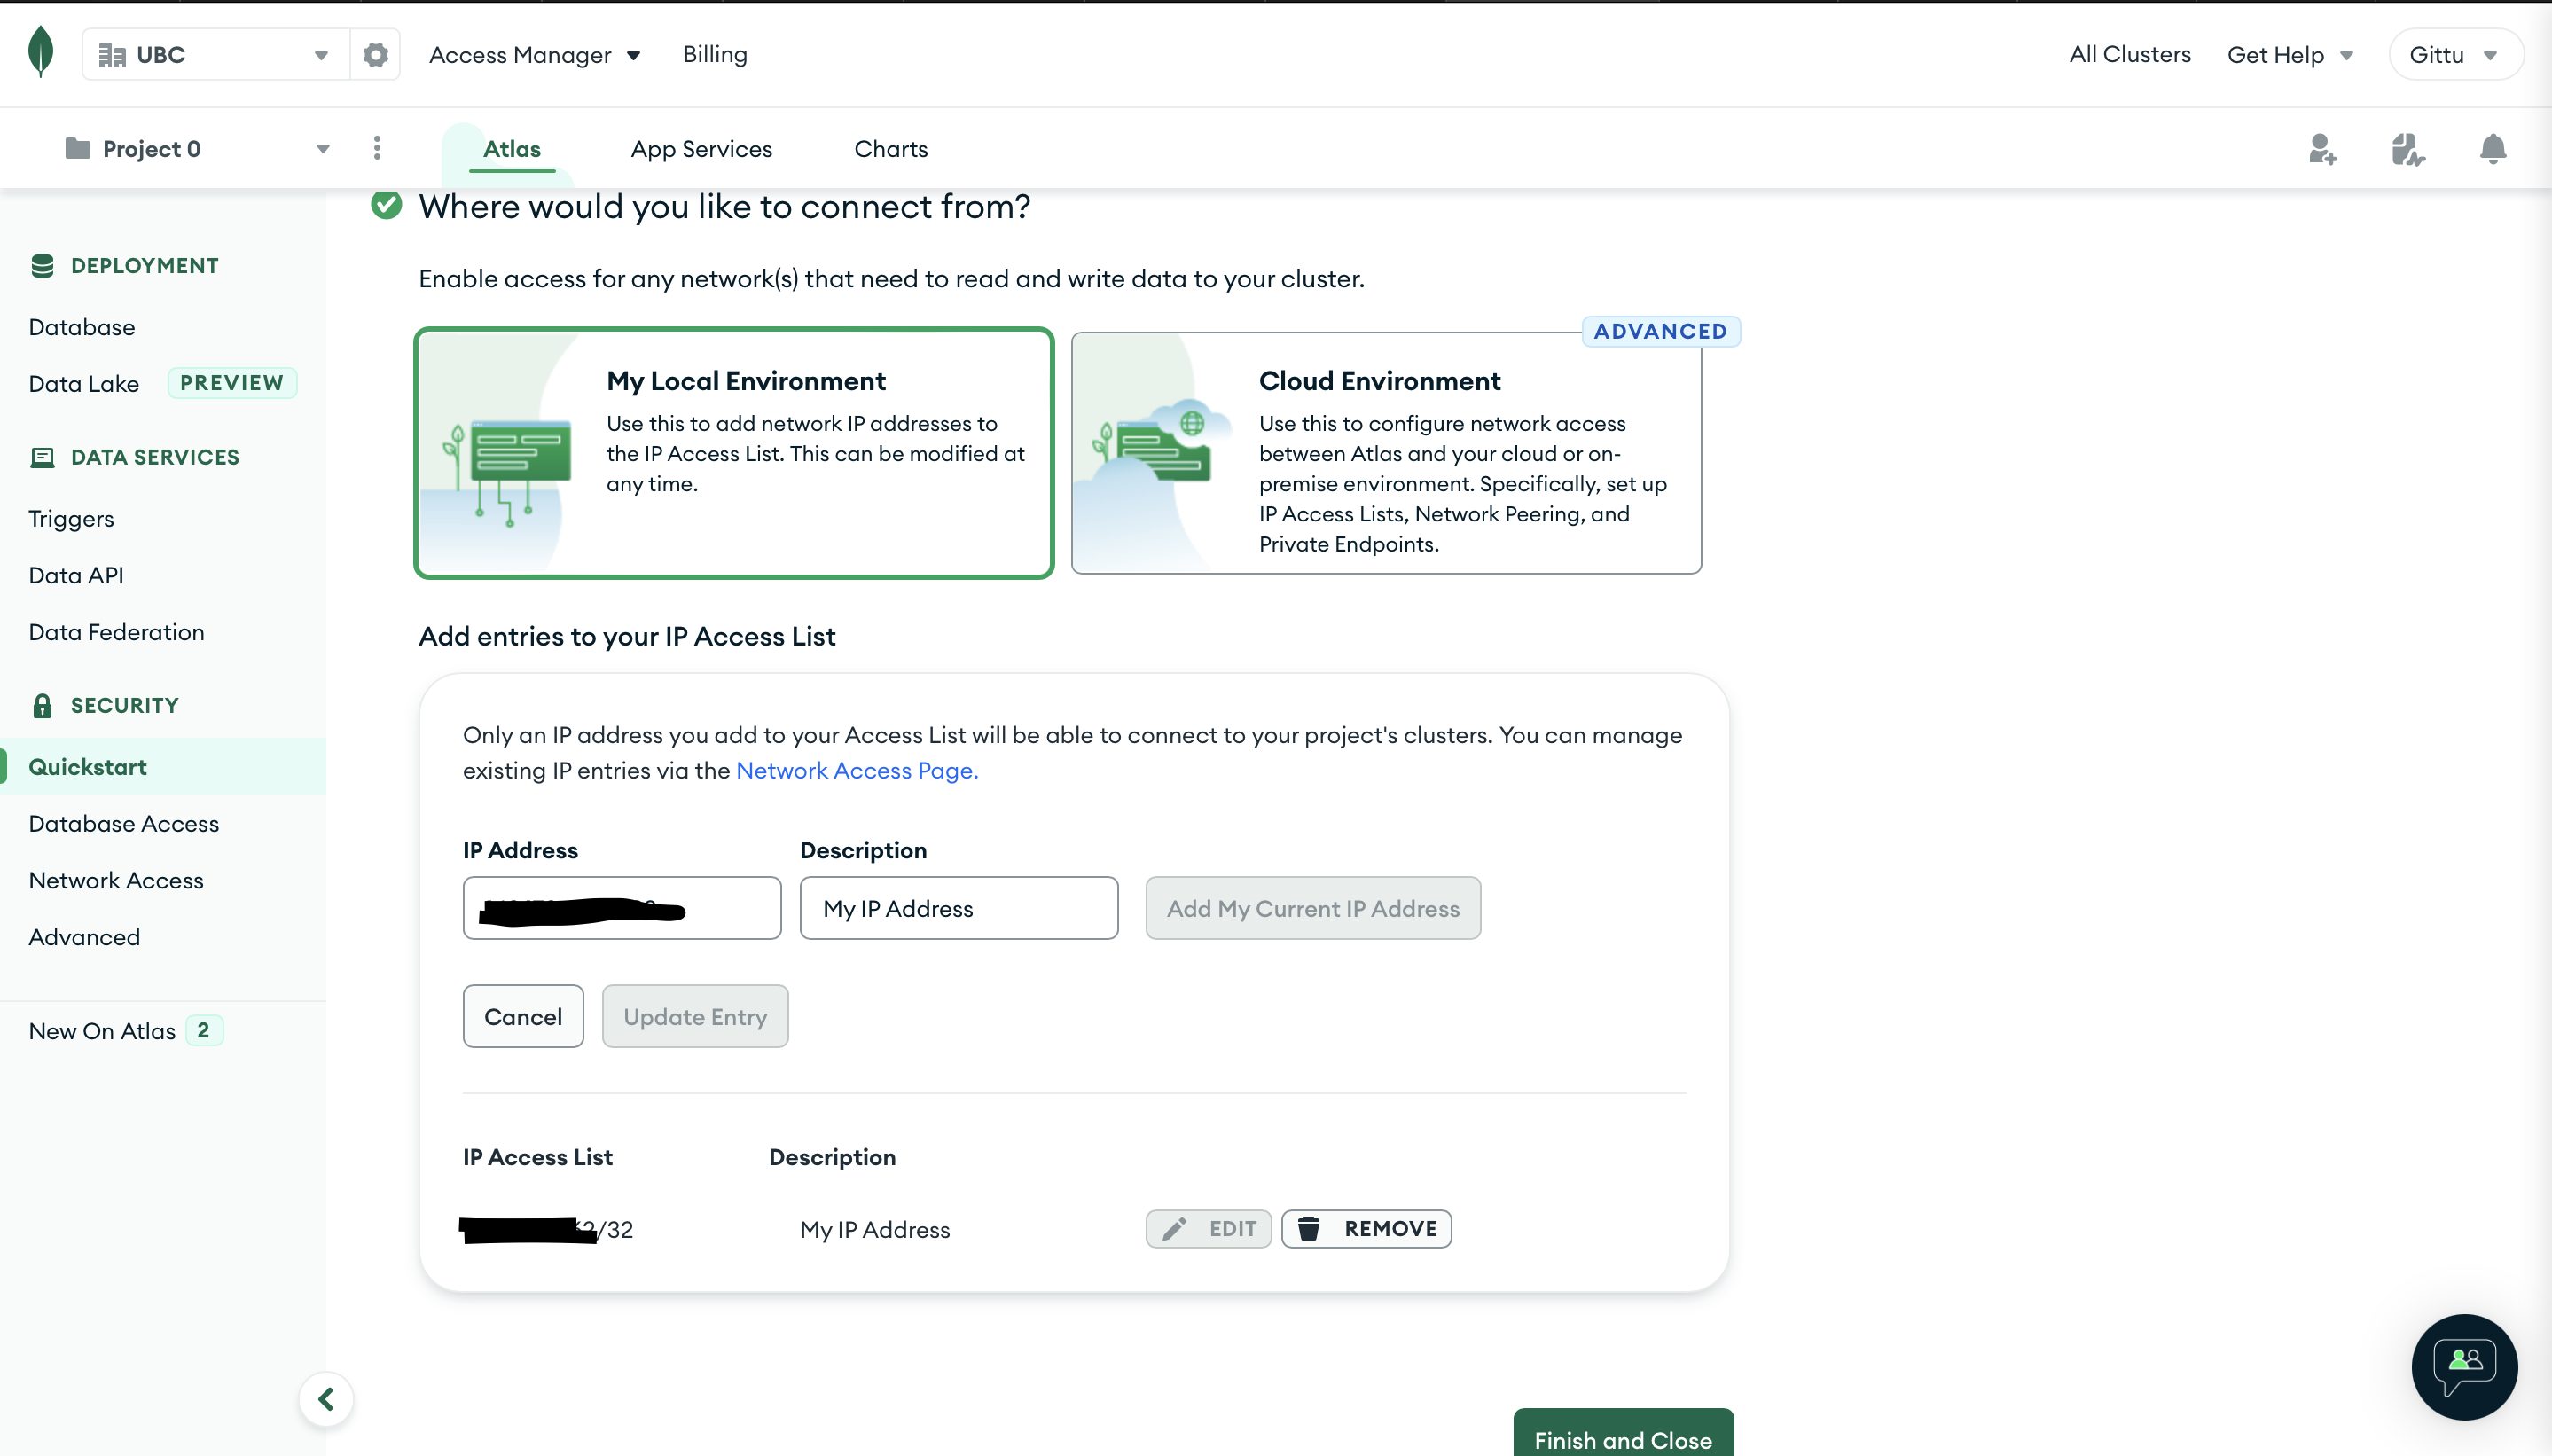 UBC
Access Manager
Billing
All Clusters
Get Help
Gittu
Project 0
Atlas
App Services
Charts
Where would you like to connect from?
Enable access for any network(s) that need to read and write data to your cluster.
DEPLOYMENT
Database
Data Lake PREVIEW
DATA SERVICES
Triggers
Data API
Data Federation
SECURITY
Quickstart
Database Access
Network Access
Advanced
New On Atlas 2
My Local Environment
Use this to add network IP addresses to
the IP Access List. This can be modified at
any time.
ADVANCED
Cloud Environment
Use this to configure network access
between Atlas and your cloud or on-
premise environment. Specifically, set up
IP Access Lists, Network Peering, and
Private Endpoints.
Add entries to your IP Access List
Only an IP address you add to your Access List will be able to connect to your project's clusters. You can manage
existing IP entries via the Network Access Page.
IP Address
Description
My IP Address
Add My Current IP Address
Cancel
Update Entry
IP Access List
Description
/32
My IP Address
EDIT
REMOVE
Finish and Close